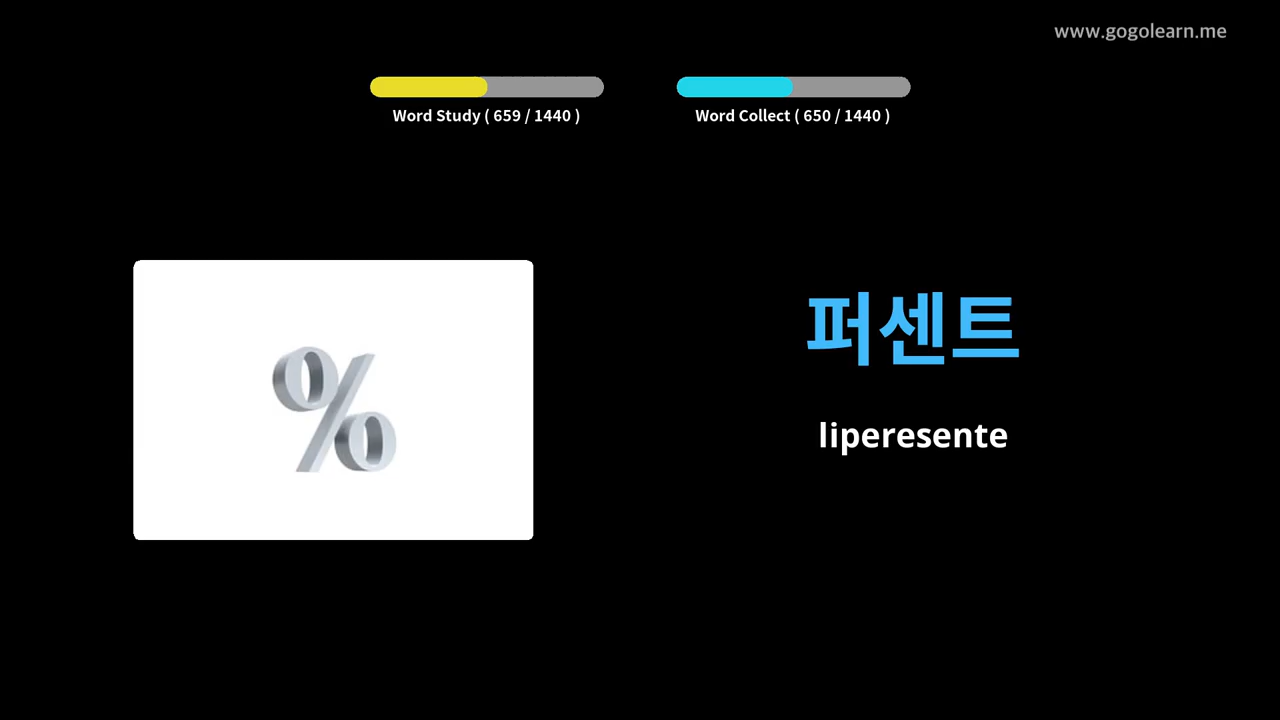 www.gogolearn.me
Word Study ( 659 / 1440 )
Word Collect ( 650 / 1440 )
%
퍼센트
liperesente